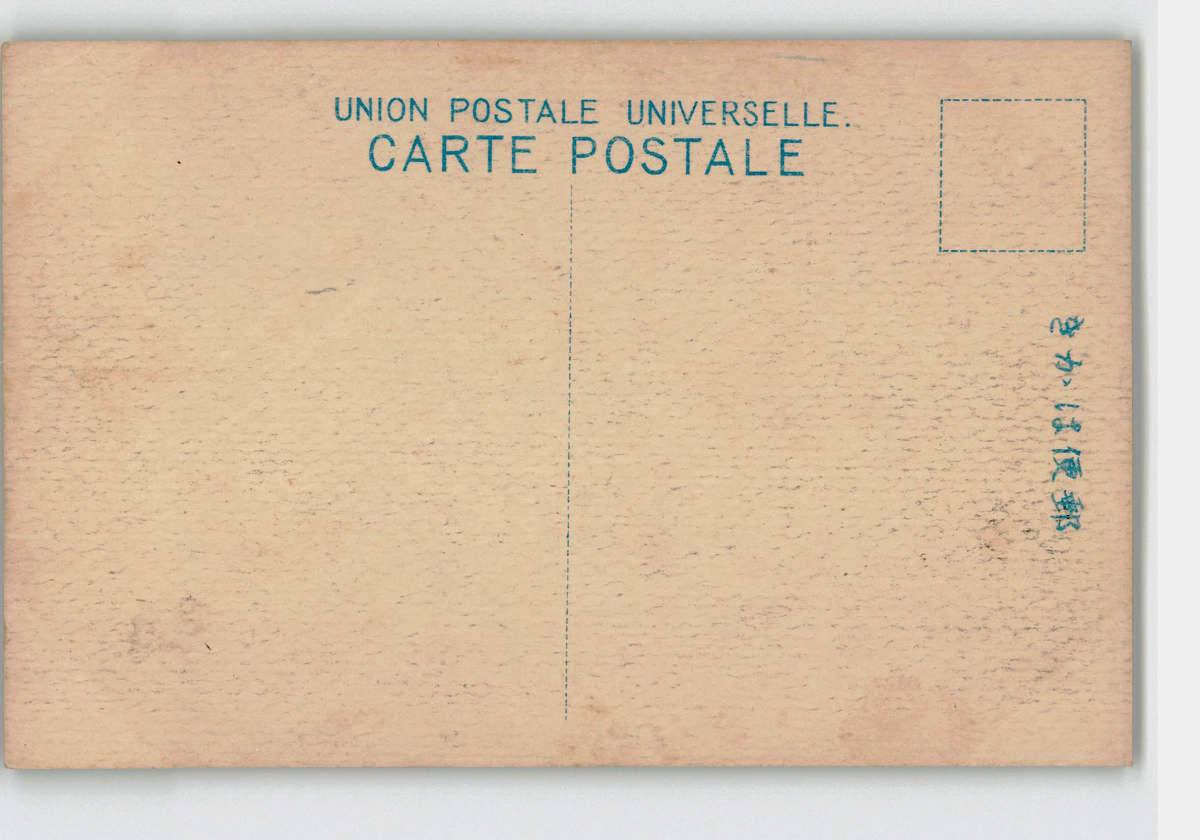 UNION POSTALE UNIVERSELLE.
CARTE POSTALE
きかは便郵